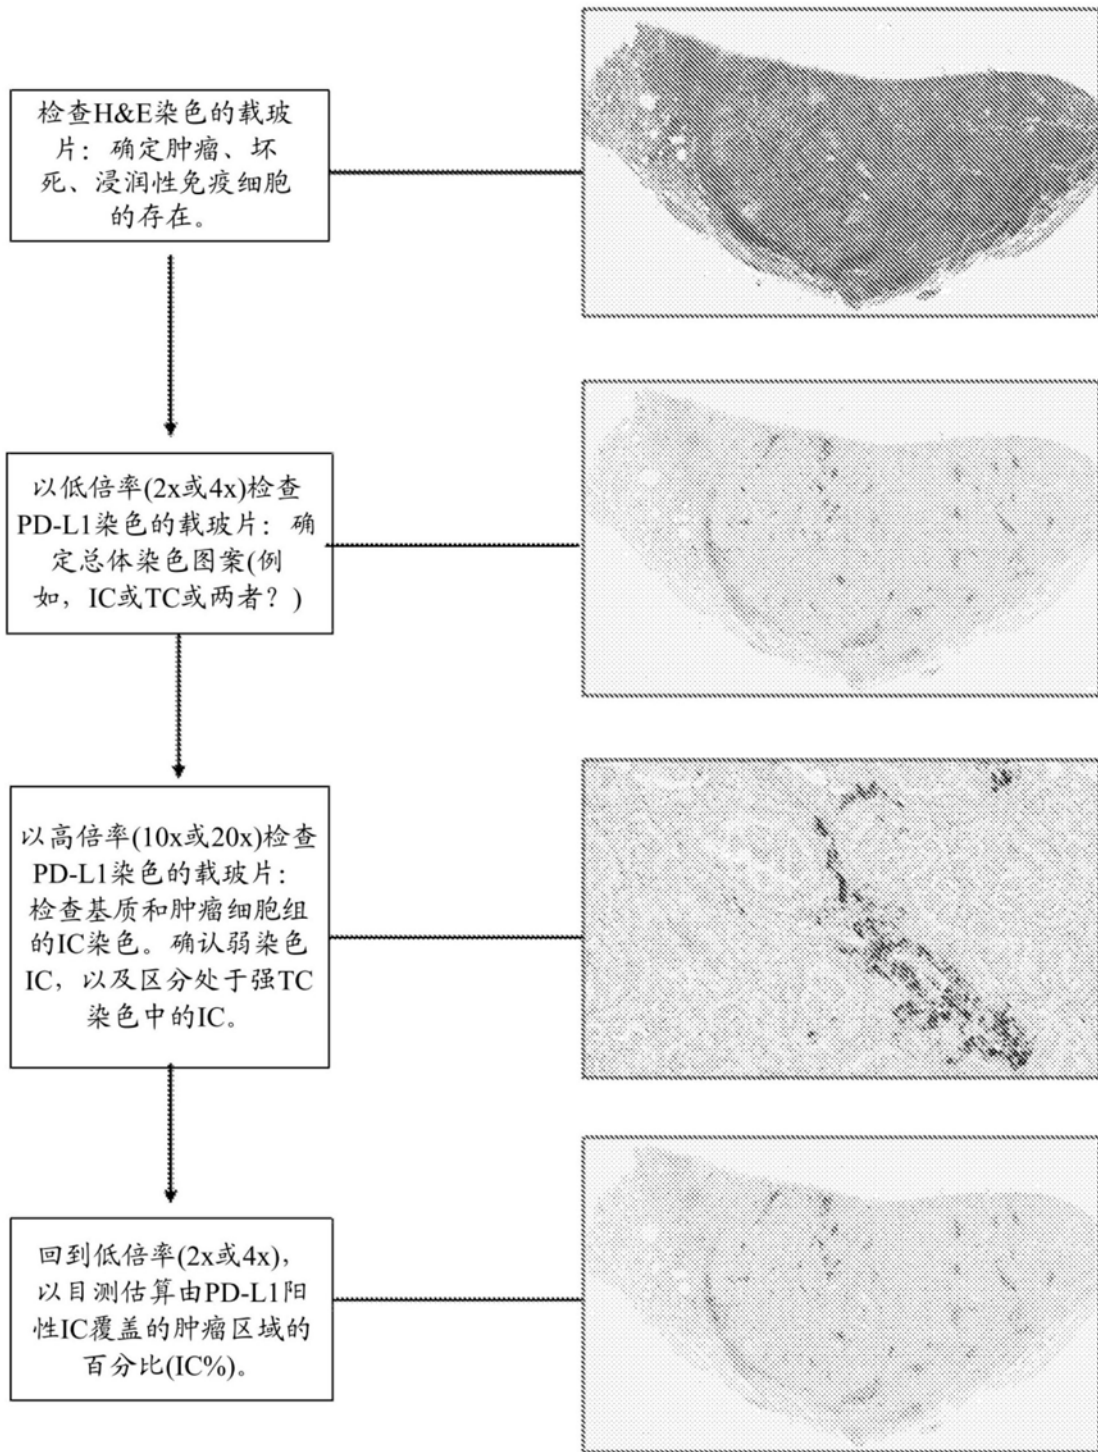 检查H&E染色的载玻
片：确定肿瘤、坏
死、浸润性免疫细胞
的存在。
以低倍率(2x或4x)检查
PD-L1染色的载玻片：确
定总体染色图案(例
如，IC或TC或两者？)
以高倍率(10x或20x)检查
PD-L1染色的载玻片：
检查基质和肿瘤细胞组
的IC染色。确认弱染色
IC，以及区分处于强TC
染色中的IC。
回到低倍率(2x或4x)，
以目测估算由PD-L1阳
性IC覆盖的肿瘤区域的
百分比(IC%)。